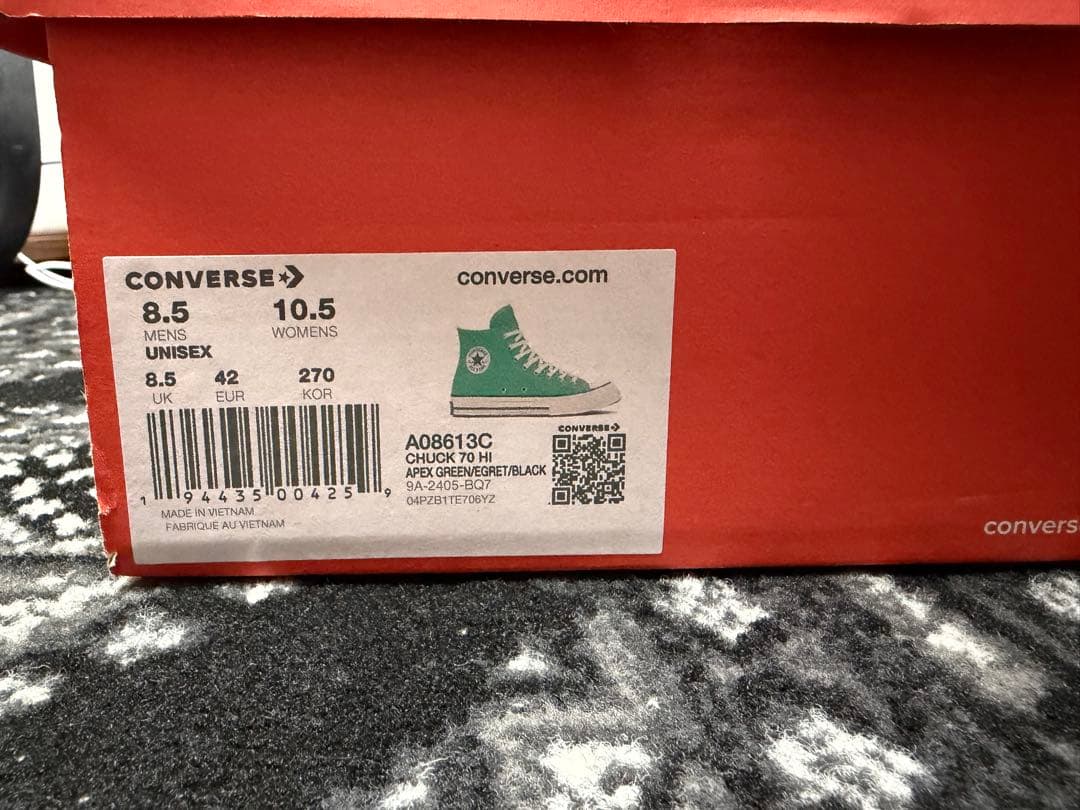 CONVERSE
converse.com
8.5 10.5
MENS WOMENS
UNISEX
8.5 42 270
UK EUR KOR
1 94435 00425 9
MADE IN VIETNAM
FABRIQUE AU VIETNAM
A08613C
CHUCK 70 HI
APEX GREEN/EGRET/BLACK
9A-2405-BQ7
04PZB1TE706YZ
CONVERSE
convers